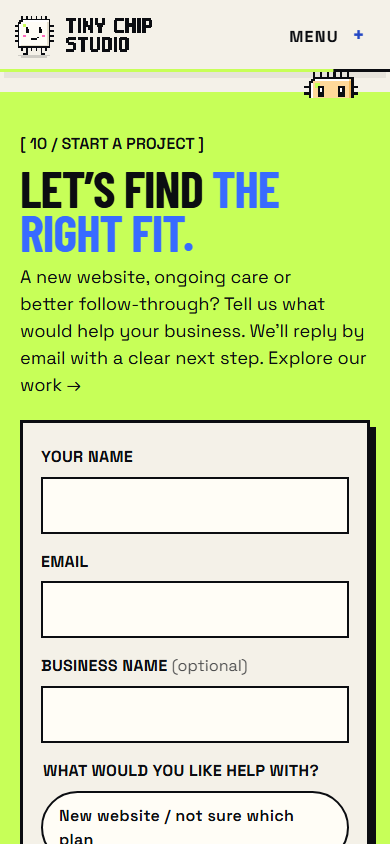 TINY CHIP
STUDIO
MENU +
[ 10 / START A PROJECT ]
LET’S FIND THE
RIGHT FIT.
A new website, ongoing care or
better follow-through? Tell us what
would help your business. We’ll reply by
email with a clear next step. Explore our
work →
YOUR NAME
EMAIL
BUSINESS NAME (optional)
WHAT WOULD YOU LIKE HELP WITH?
New website / not sure which
plan